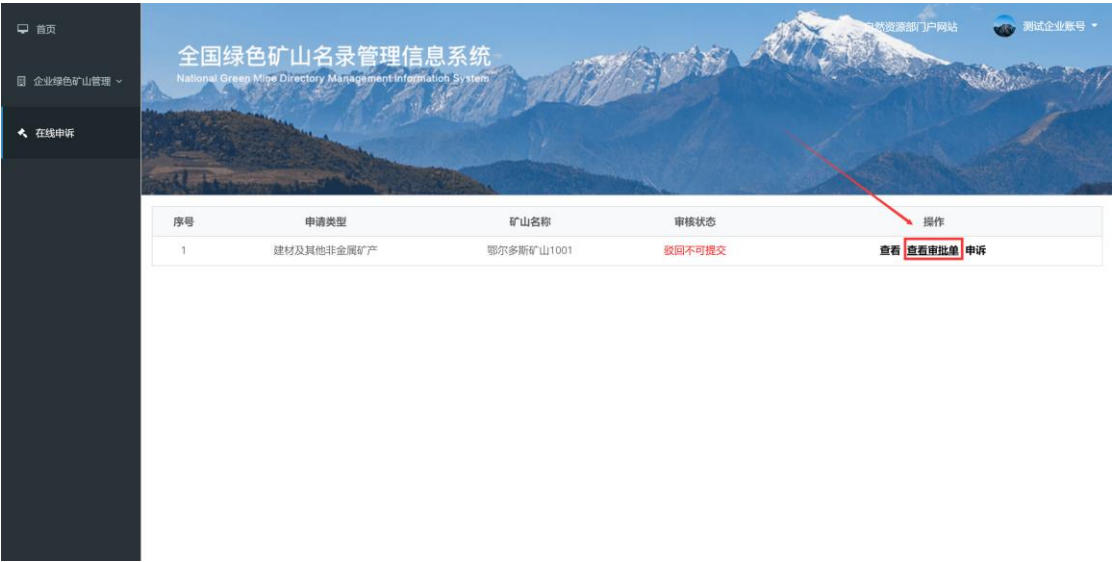 首页
自然资源部门户网站
测试企业账号
全国绿色矿山名录管理信息系统
National Green Mine Directory Management Information System
企业绿色矿山管理
在线申诉
序号 申请类型 矿山名称 审核状态 操作
1 建材及其他非金属矿产 鄂尔多斯矿山1001 驳回不可提交 查看 查看审批单 申诉